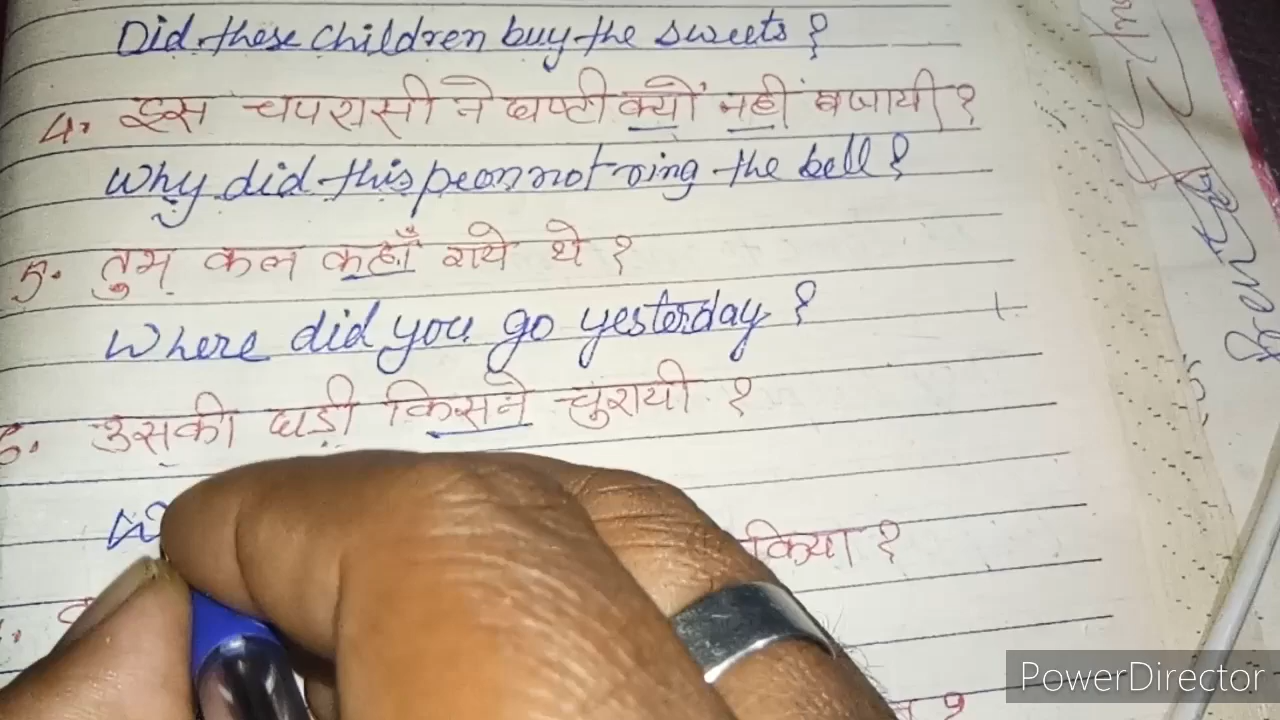 Did these children buy the sweets?
4. इस चपरासी ने घण्टी क्यों नहीं बजायी?
Why did this peon not ring the bell?
5. तुम कल कहाँ गये थे?
Where did you go yesterday?
6. उसकी घड़ी किसने चुरायी?
किया?
PowerDirector